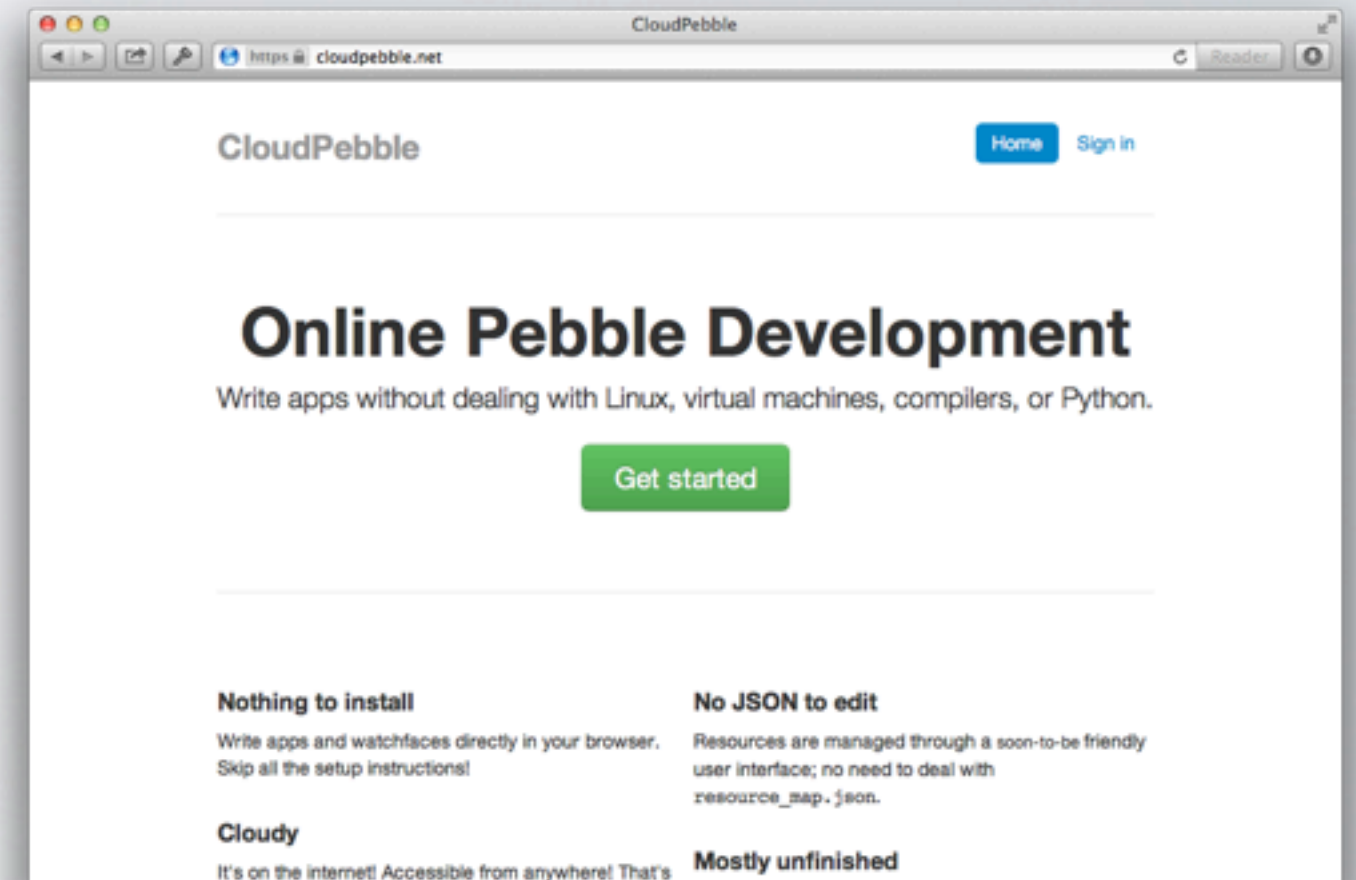 CloudPebble
https cloudpebble.net
Reader
CloudPebble
Home Sign in
Online Pebble Development
Write apps without dealing with Linux, virtual machines, compilers, or Python.
Get started
Nothing to install
Write apps and watchfaces directly in your browser.
Skip all the setup instructions!
Cloudy
It's on the internet! Accessible from anywhere! That's
No JSON to edit
Resources are managed through a soon-to-be friendly
user interface; no need to deal with
resource_map.json.
Mostly unfinished